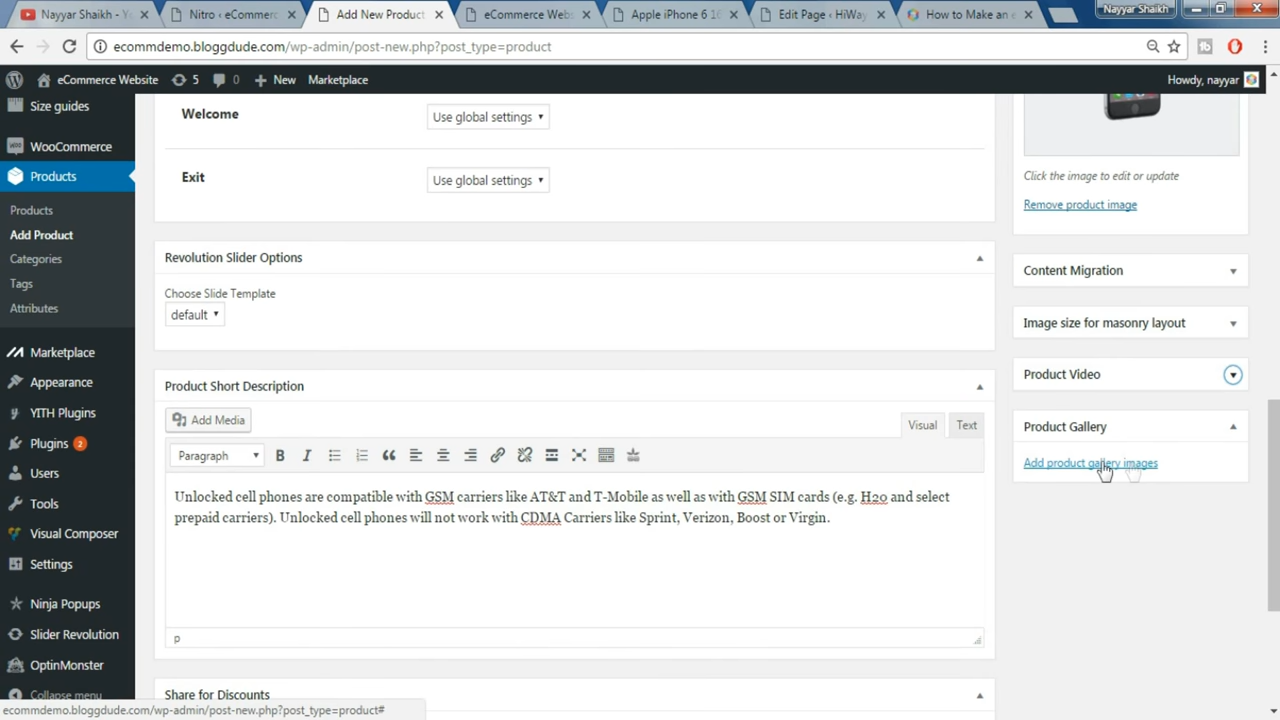 Nayyar Shaikh - Y
Nitro ‹ eCommerc
Add New Product
eCommerce Webs
Apple iPhone 6 16
Edit Page ‹ HiWay
How to Make an e
Nayyar Shaikh
ecommdemo.bloggdude.com/wp-admin/post-new.php?post_type=product
eCommerce Website
5
0
New
Marketplace
Howdy, nayyar
Size guides
WooCommerce
Products
Products
Add Product
Categories
Tags
Attributes
Marketplace
Appearance
YITH Plugins
Plugins 2
Users
Tools
Visual Composer
Settings
Ninja Popups
Slider Revolution
OptinMonster
Collapse menu
Welcome
Use global settings
Exit
Use global settings
Revolution Slider Options
Choose Slide Template
default
Product Short Description
Add Media
Visual
Text
Paragraph
Unlocked cell phones are compatible with GSM carriers like AT&T and T-Mobile as well as with GSM SIM cards (e.g. H20 and select
prepaid carriers). Unlocked cell phones will not work with CDMA Carriers like Sprint, Verizon, Boost or Virgin.
p
Share for Discounts
Click the image to edit or update
Remove product image
Content Migration
Image size for masonry layout
Product Video
Product Gallery
Add product gallery images
ecommdemo.bloggdude.com/wp-admin/post-new.php?post_type=product#